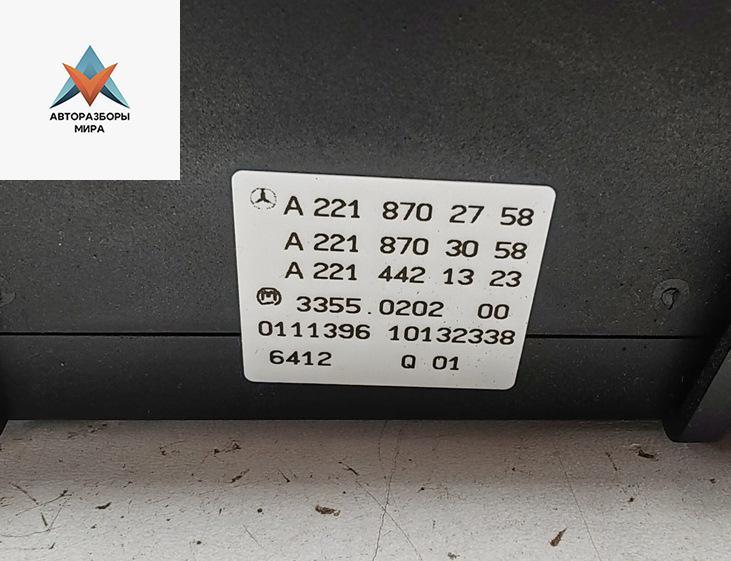 АВТОРАЗБОРЫ
МИРА
A 221 870 27 58
A 221 870 30 58
A 221 442 13 23
M 3355.0202 00
0111396 10132338
6412 Q 01